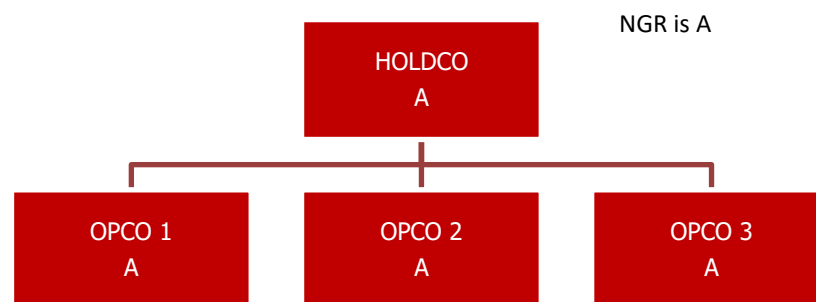 NGR is A
HOLDCO
A
OPCO 1
A
OPCO 2
A
OPCO 3
A